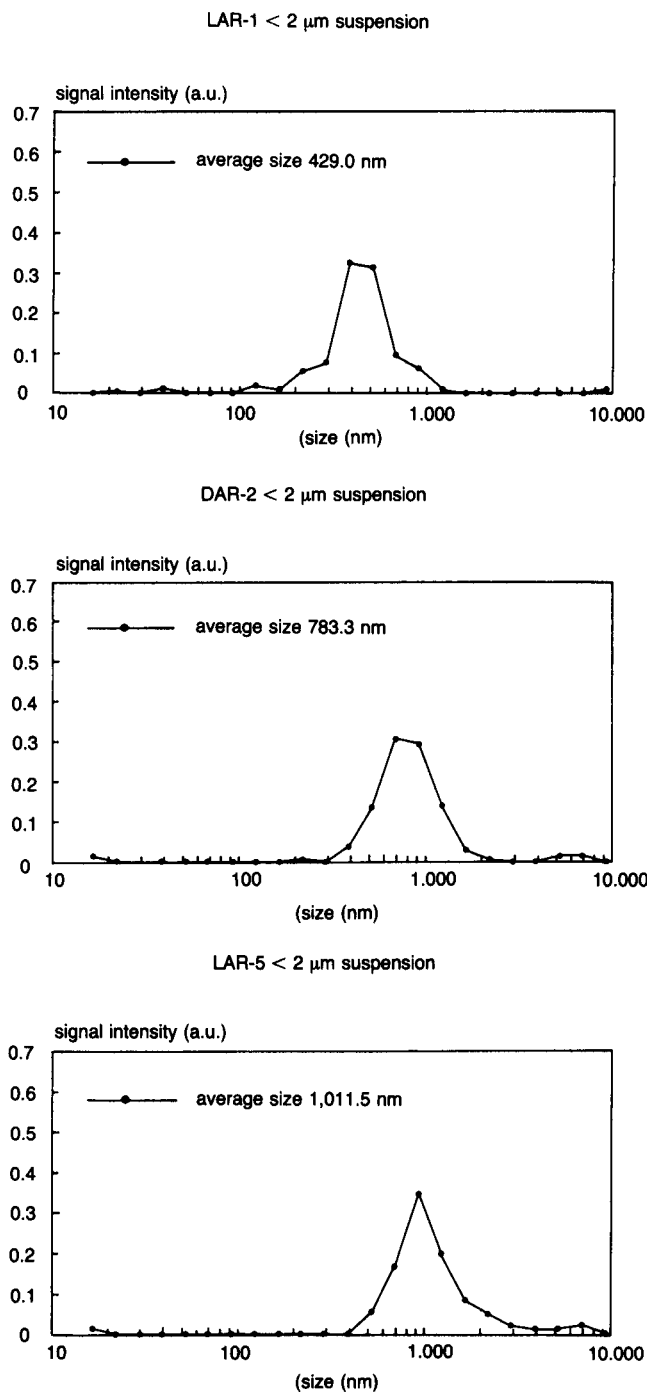 LAR-1 < 2 µm suspension
signal intensity (a.u.)
0.7
average size 429.0 nm
0.6
0.5
0.4
0.3
0.2
0.1
0
10 100 1.000 10.000
(size (nm)
DAR-2 < 2 µm suspension
signal intensity (a.u.)
0.7
average size 783.3 nm
0.6
0.5
0.4
0.3
0.2
0.1
0
10 100 1.000 10.000
(size (nm)
LAR-5 < 2 µm suspension
signal intensity (a.u.)
0.7
average size 1,011.5 nm
0.6
0.5
0.4
0.3
0.2
0.1
0
10 100 1.000 10.000
(size (nm)